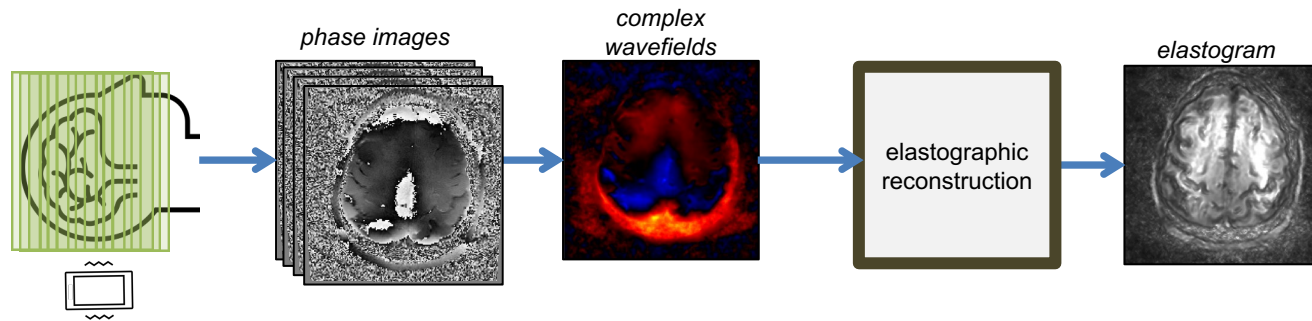 phase images
complex
wavefields
elastographic
reconstruction
elastogram